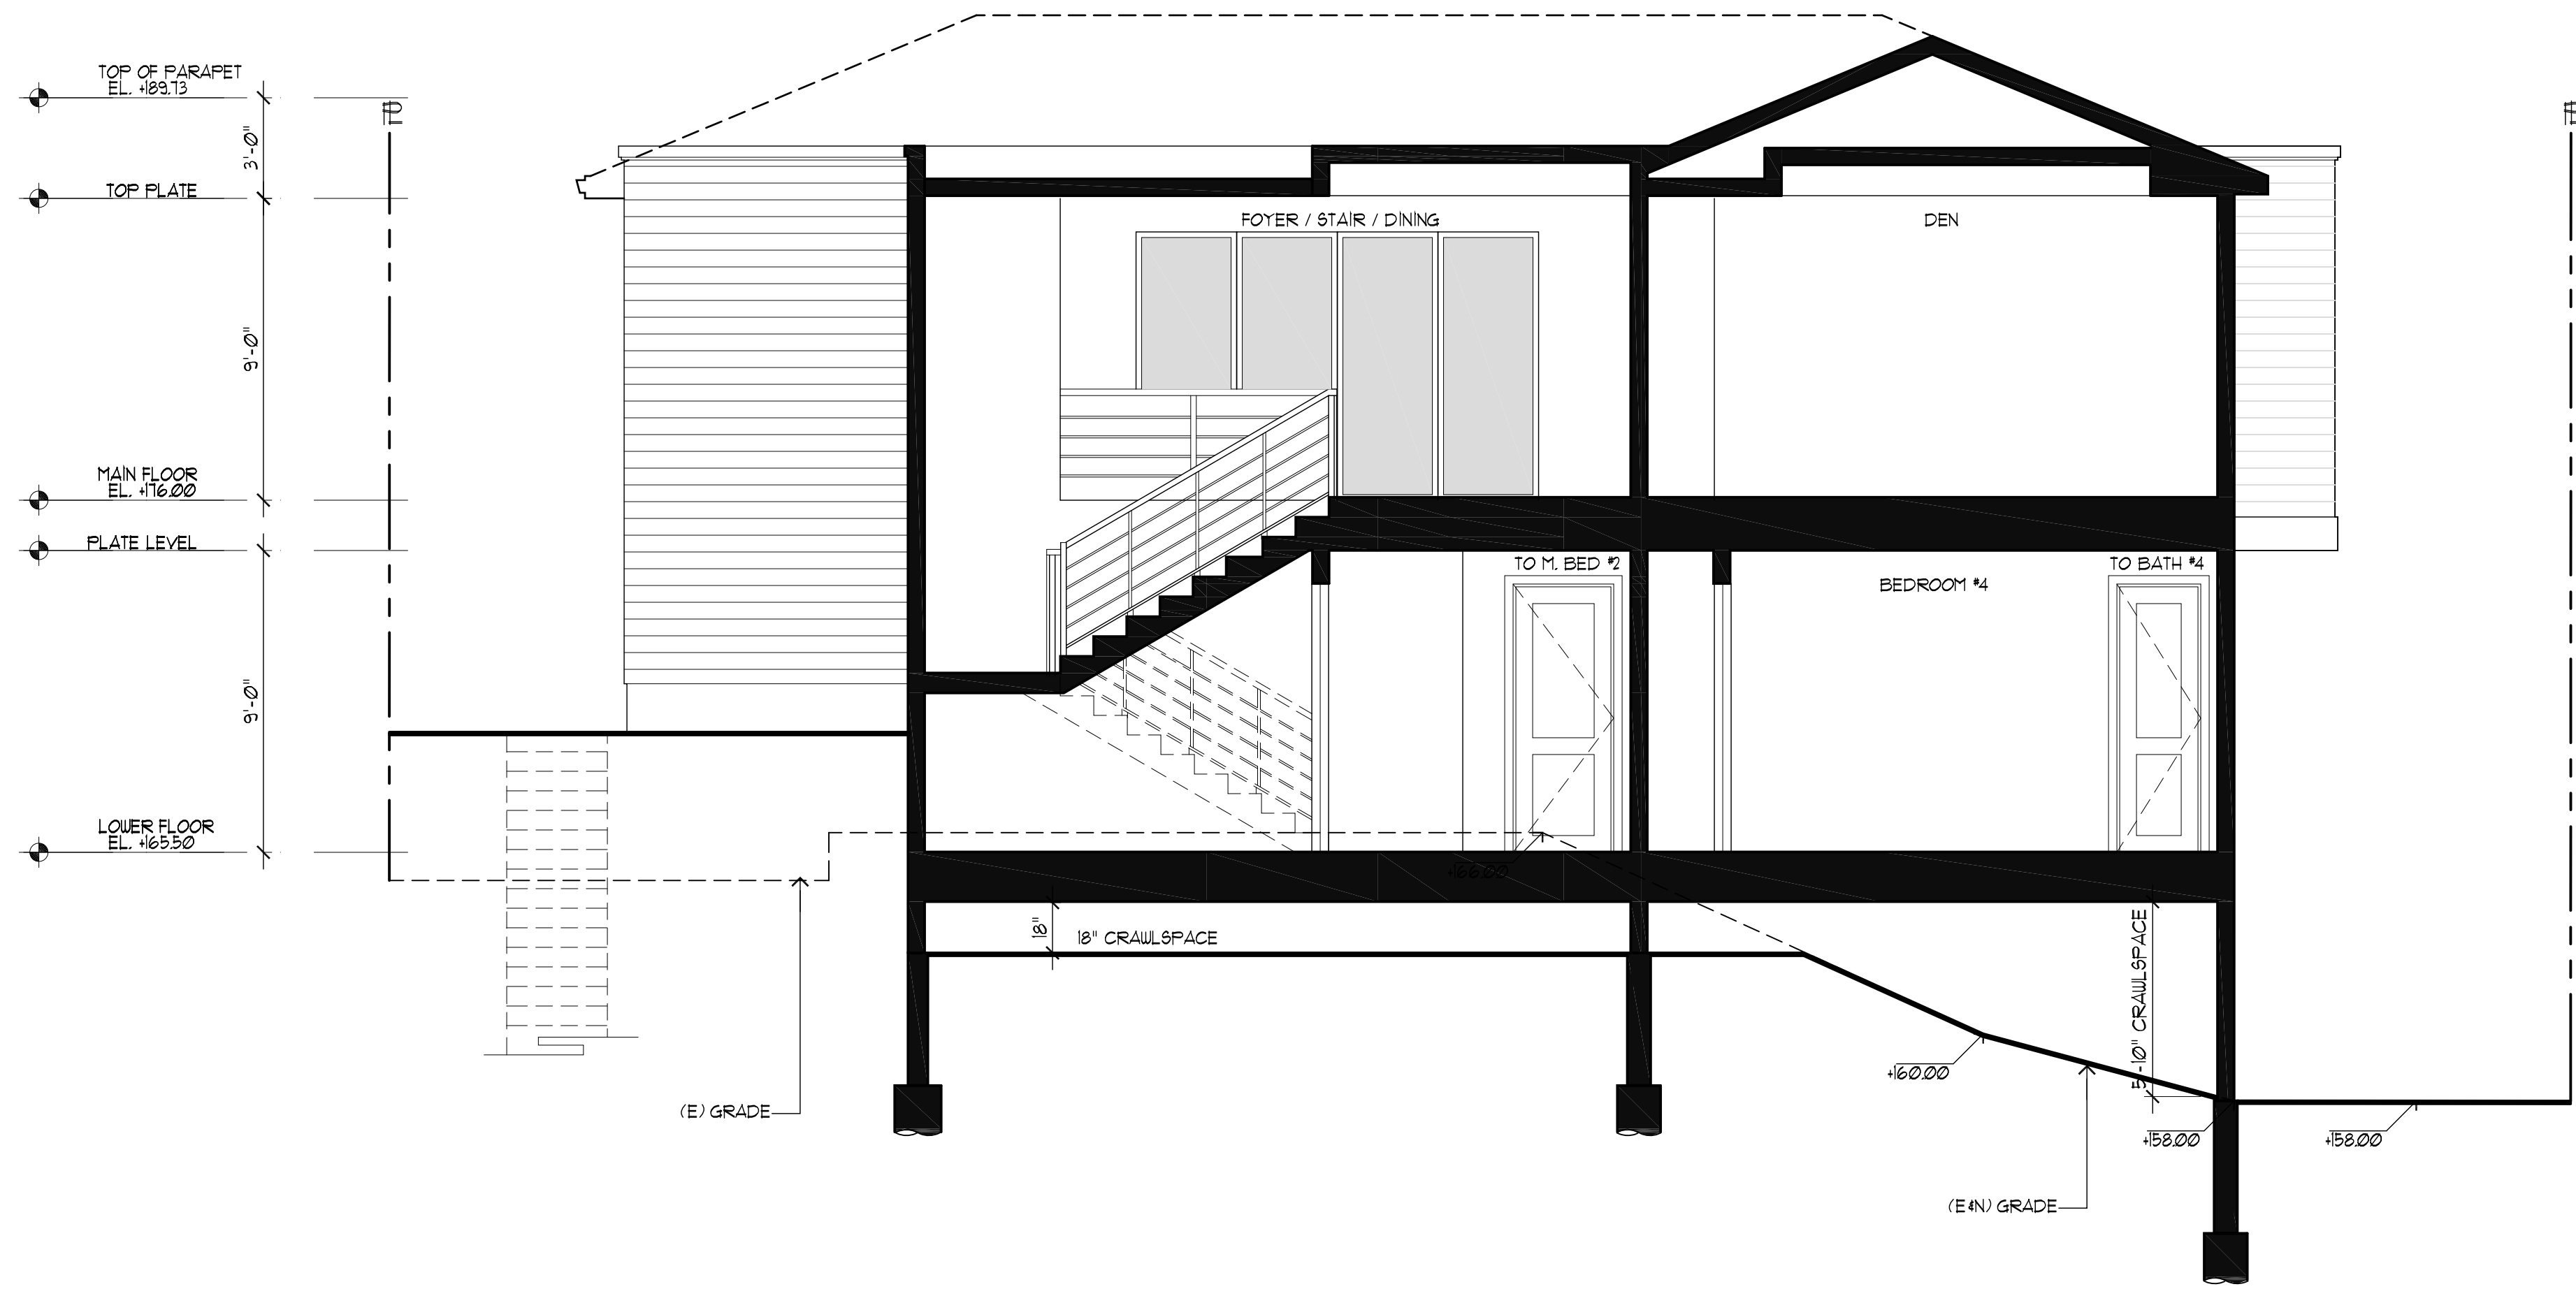 TOP OF PARAPET
EL. +189.73
3'-0"
TOP PLATE
9'-0"
MAIN FLOOR
EL. +176.00
PLATE LEVEL
9'-0"
LOWER FLOOR
EL. +165.50
FOYER / STAIR / DINING
DEN
TO M. BED #2
BEDROOM #4
TO BATH #4
+166.00
18"
18" CRAWLSPACE
5'-10" CRAWLSPACE
+160.00
(E) GRADE
+158.00
+158.00
(E&N) GRADE